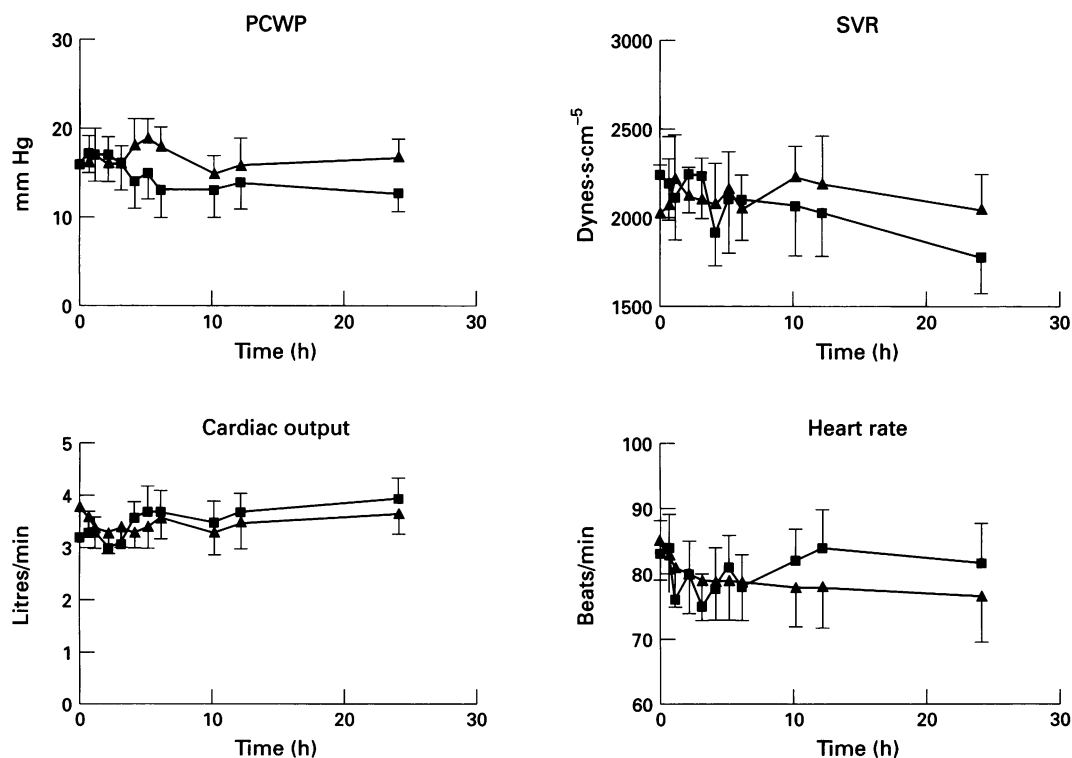 PCWP
30
20
10
0
mm Hg
0 10 20 30
Time (h)
SVR
3000
2500
2000
1500
Dynes·s·cm⁻⁵
0 10 20 30
Time (h)
Cardiac output
5
4
3
2
1
0
Litres/min
0 10 20 30
Time (h)
Heart rate
100
90
80
70
60
Beats/min
0 10 20 30
Time (h)